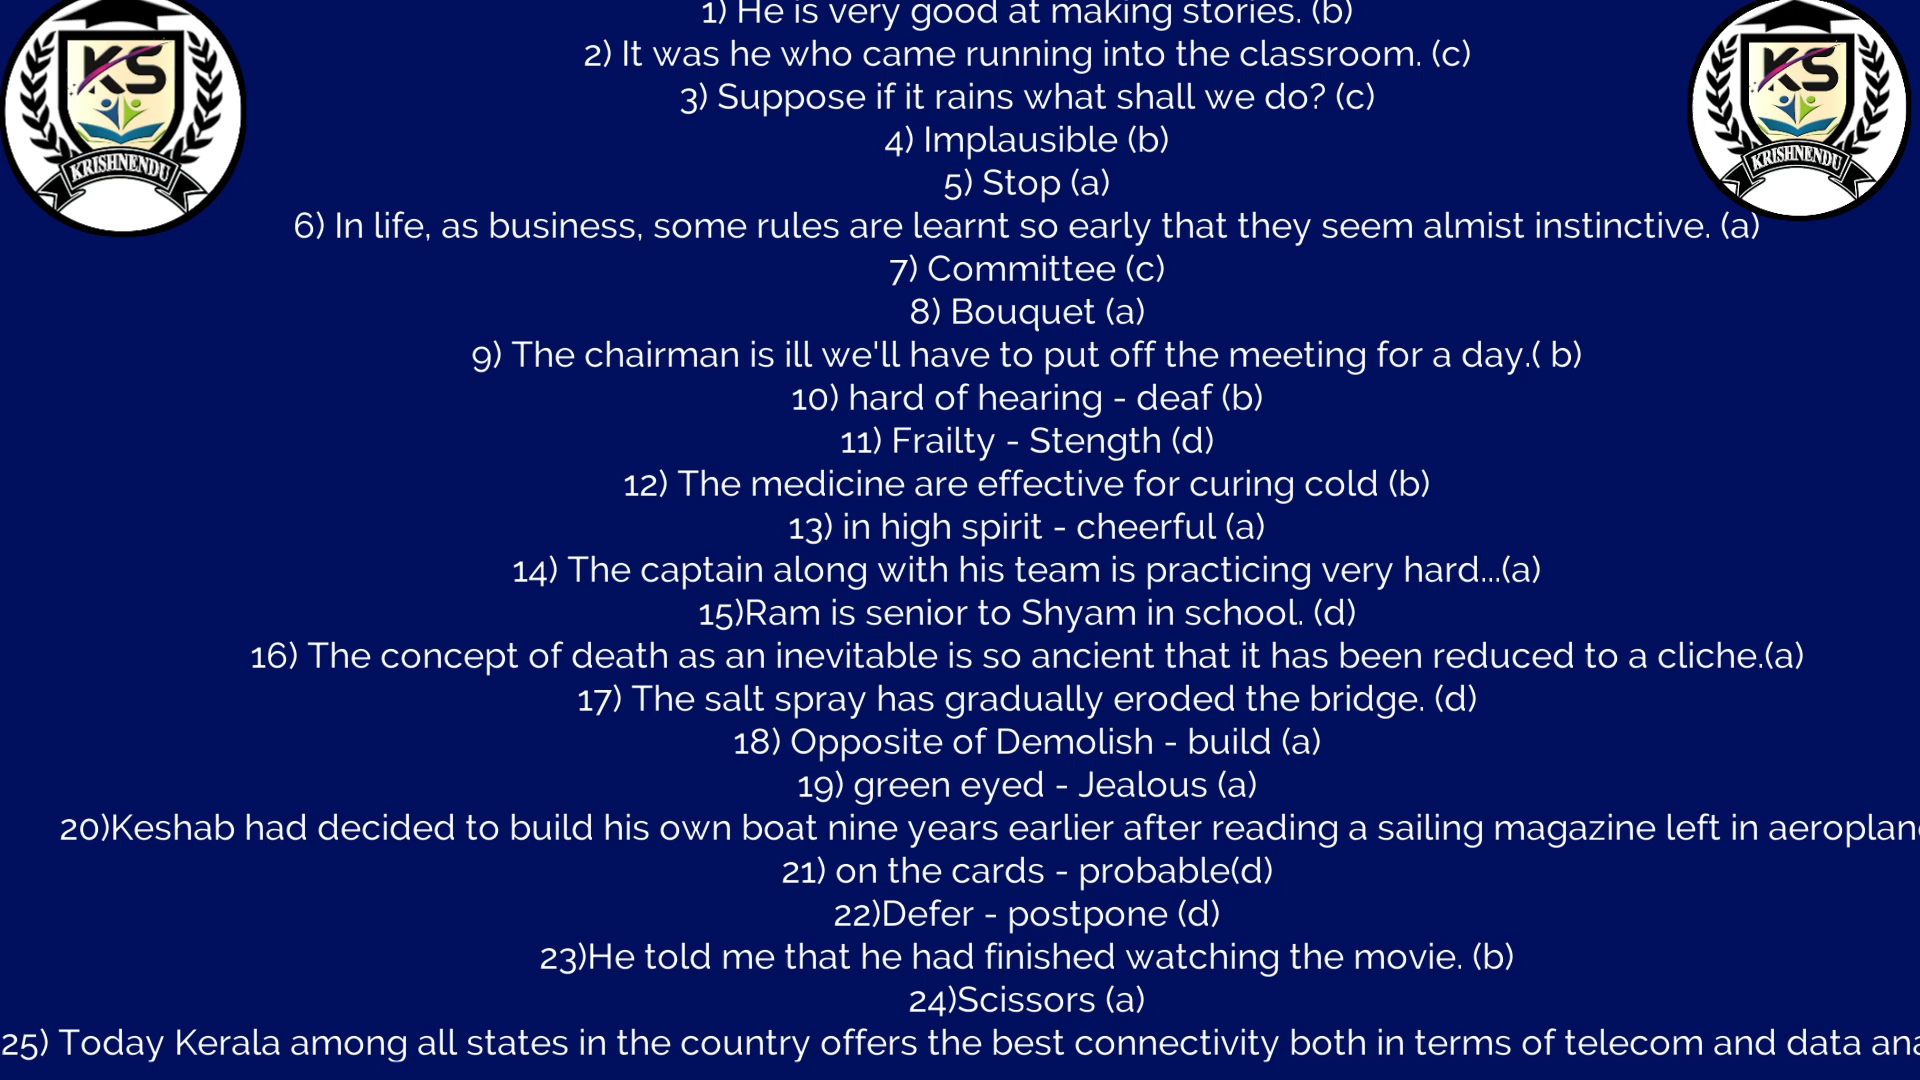 1) He is very good at making stories. (b)
2) It was he who came running into the classroom. (c)
3) Suppose if it rains what shall we do? (c)
4) Implausible (b)
5) Stop (a)
6) In life, as business, some rules are learnt so early that they seem almist instinctive. (a)
7) Committee (c)
8) Bouquet (a)
9) The chairman is ill we'll have to put off the meeting for a day.( b)
10) hard of hearing - deaf (b)
11) Frailty - Stength (d)
12) The medicine are effective for curing cold (b)
13) in high spirit - cheerful (a)
14) The captain along with his team is practicing very hard...(a)
15)Ram is senior to Shyam in school. (d)
16) The concept of death as an inevitable is so ancient that it has been reduced to a cliche.(a)
17) The salt spray has gradually eroded the bridge. (d)
18) Opposite of Demolish - build (a)
19) green eyed - Jealous (a)
20)Keshab had decided to build his own boat nine years earlier after reading a sailing magazine left in
21) on the cards - probable(d)
22)Defer - postpone (d)
23)He told me that he had finished watching the movie. (b)
24)Scissors (a)
25) Today Kerala among all states in the country offers the best connectivity both in terms of telecom and data
KS
KRISHNENDU
KS
KRISHNENDU